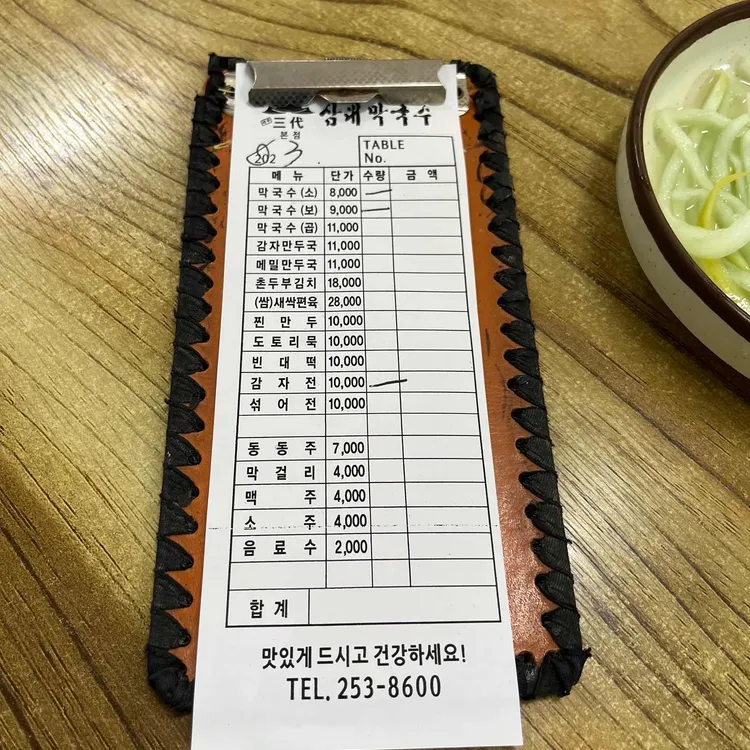 三代 삼대막국수
본점
202 3
TABLE
No.
메뉴 단가 수량 금액
막국수(소) 8,000 ―
막국수(보) 9,000 ―
막국수(곱) 11,000
감자만두국 11,000
메밀만두국 11,000
촌두부김치 18,000
(쌈)새싹편육 28,000
찐만두 10,000
도토리묵 10,000
빈대떡 10,000
감자전 10,000 ―
섞어전 10,000
동동주 7,000
막걸리 4,000
맥주 4,000
소주 4,000
음료수 2,000
합계
맛있게 드시고 건강하세요!
TEL. 253-8600